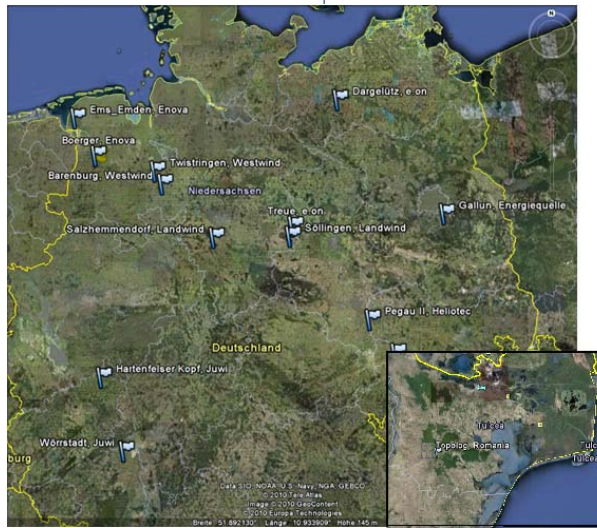 N
Dargelütz, e.on
Ems_Emden, Enova
Boerger, Enova
Twistringen, Westwind
Barenburg, Westwind
Niedersachsen
Gallun, Energiequelle
Treue, e.on
Salzhemmendorf, Landwind
Söllingen, Landwind
Pegau II, Heliotec
Deutschland
Hartenfelser Kopf, Juwi
Tulcea
Topolog, Romania
Wörrstadt, Juwi
Tulc
Tulcea
burg
Data SIO, NOAA, U.S. Navy, NGA, GEBCO
© 2010 Tele Atlas
Image © 2010 GeoContent
© 2010 Europa Technologies
Breite 51.892130° Länge 10.933909° Höhe 145 m